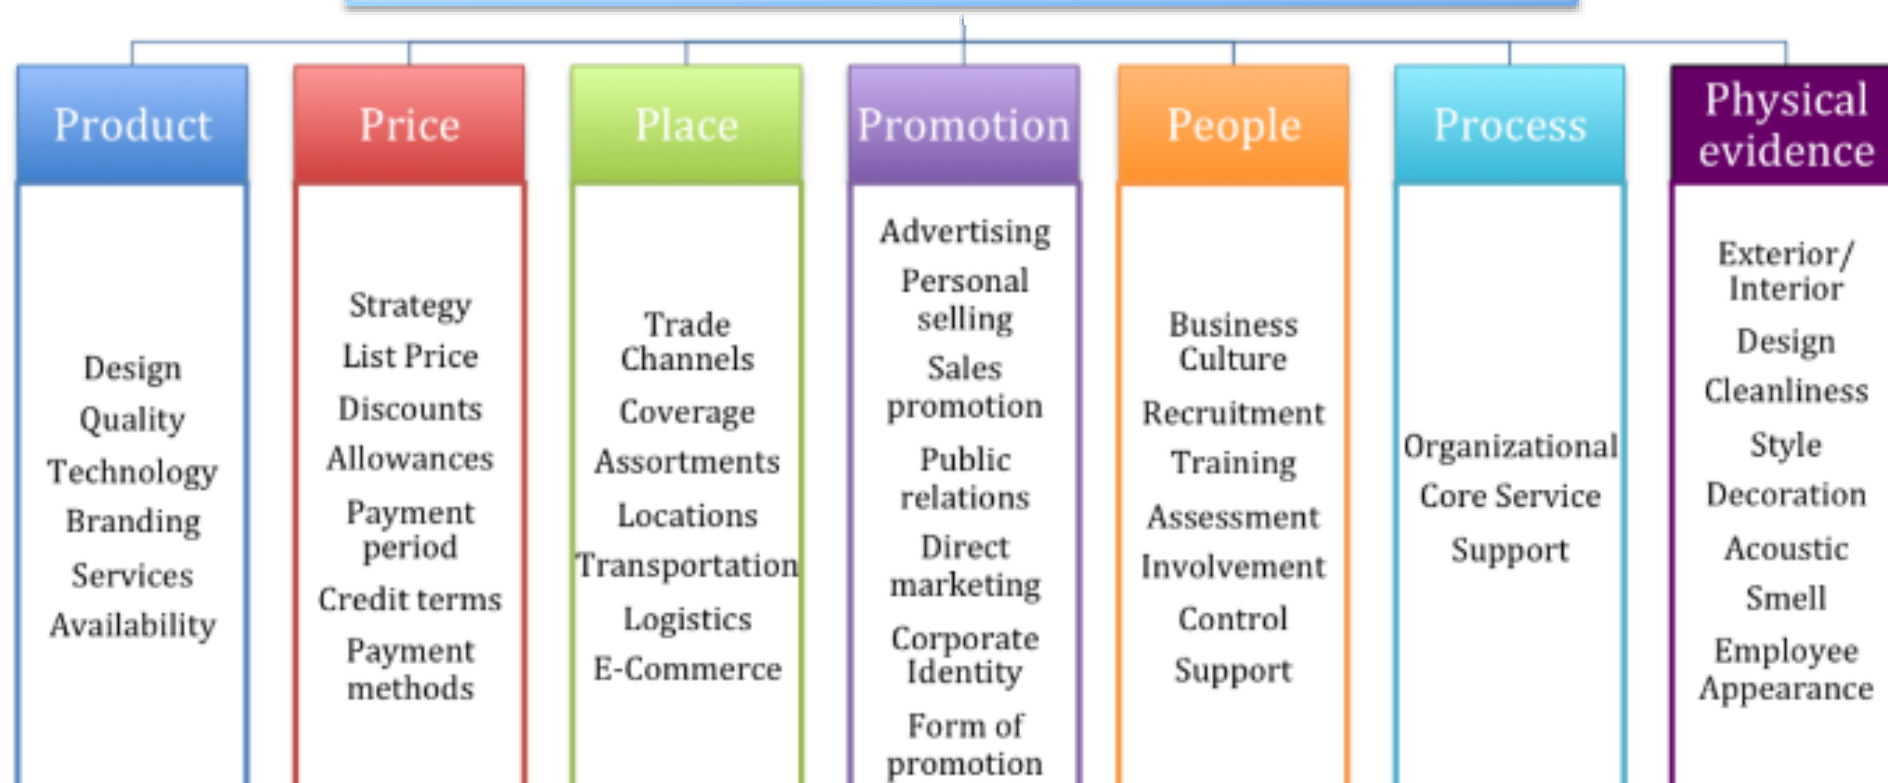 Product
Design
Quality
Technology
Branding
Services
Availability
Price
Strategy
List Price
Discounts
Allowances
Payment
period
Credit terms
Payment
methods
Place
Trade
Channels
Coverage
Assortments
Locations
Transportation
Logistics
E-Commerce
Promotion
Advertising
Personal
selling
Sales
promotion
Public
relations
Direct
marketing
Corporate
Identity
Form of
promotion
People
Business
Culture
Recruitment
Training
Assessment
Involvement
Control
Support
Process
Organizational
Core Service
Support
Physical
evidence
Exterior/
Interior
Design
Cleanliness
Style
Decoration
Acoustic
Smell
Employee
Appearance